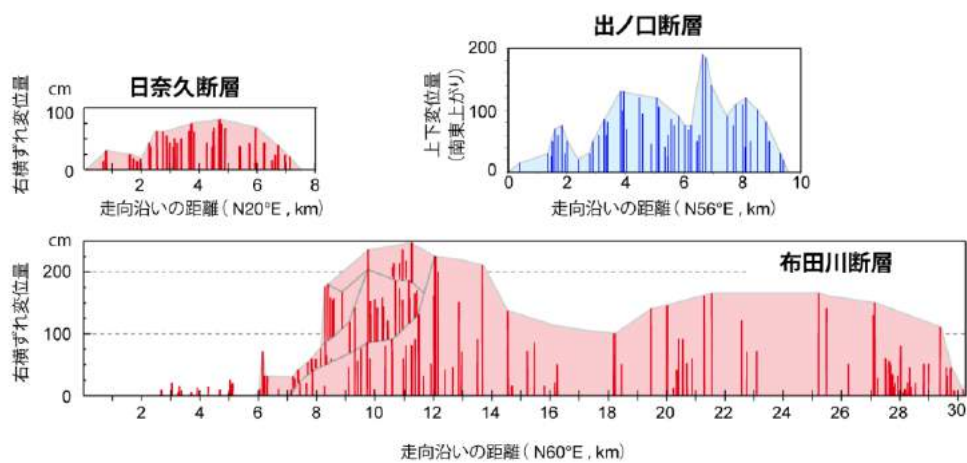 日奈久断層
cm
100
0
右横ずれ変位量
2 4 6 8
走向沿いの距離(N20°E , km)
出ノ口断層
200
100
0
上下変位量
(南東上がり)
0 2 4 6 8 10
走向沿いの距離(N56°E , km)
布田川断層
cm
200
100
0
右横ずれ変位量
2 4 6 8 10 12 14 16 18 20 22 24 26 28 30
走向沿いの距離(N60°E , km)